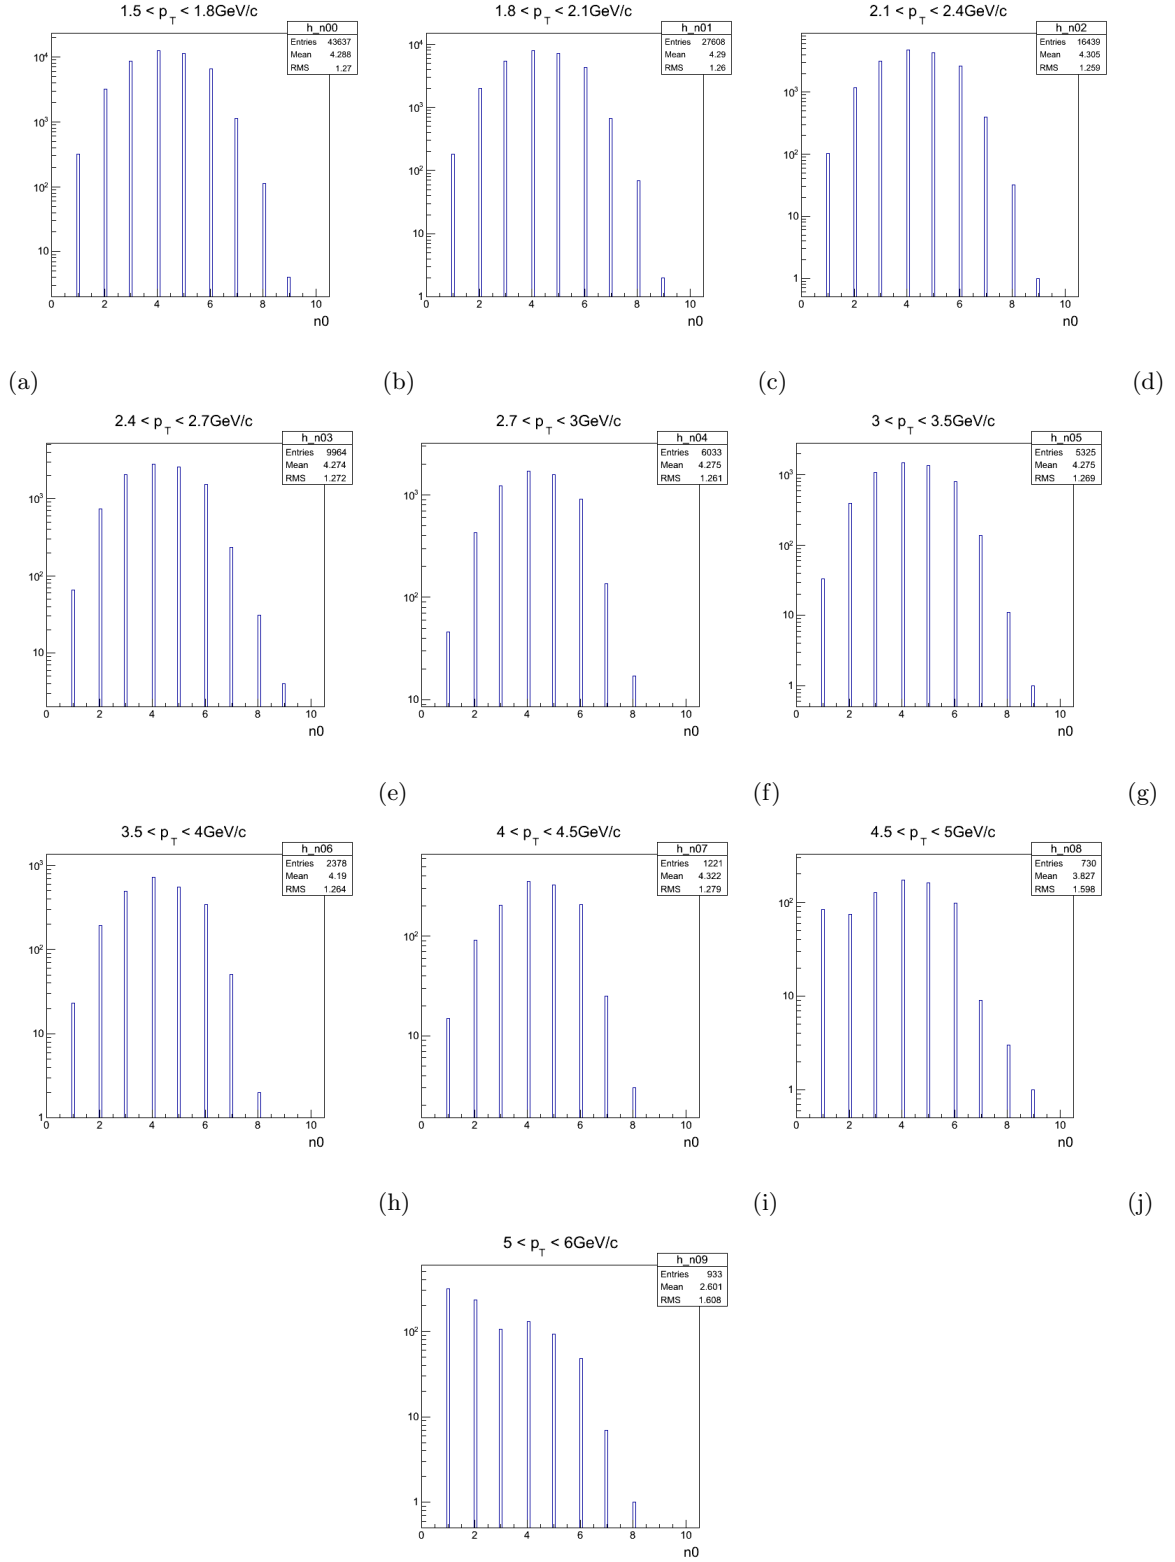 1.5 < p_T < 1.8GeV/c
h_n00
Entries 43637
Mean 4.288
RMS 1.27
10^4
10^3
10^2
10
0 2 4 6 8 10
n0
1.8 < p_T < 2.1GeV/c
h_n01
Entries 27608
Mean 4.29
RMS 1.26
10^4
10^3
10^2
10
1
0 2 4 6 8 10
n0
2.1 < p_T < 2.4GeV/c
h_n02
Entries 16439
Mean 4.305
RMS 1.259
10^3
10^2
10
1
0 2 4 6 8 10
n0
(a) (b) (c) (d)
2.4 < p_T < 2.7GeV/c
h_n03
Entries 9964
Mean 4.274
RMS 1.272
10^3
10^2
10
0 2 4 6 8 10
n0
2.7 < p_T < 3GeV/c
h_n04
Entries 6033
Mean 4.275
RMS 1.261
10^3
10^2
10
0 2 4 6 8 10
n0
3 < p_T < 3.5GeV/c
h_n05
Entries 5325
Mean 4.275
RMS 1.269
10^3
10^2
10
1
0 2 4 6 8 10
n0
(e) (f) (g)
3.5 < p_T < 4GeV/c
h_n06
Entries 2378
Mean 4.19
RMS 1.264
10^3
10^2
10
1
0 2 4 6 8 10
n0
4 < p_T < 4.5GeV/c
h_n07
Entries 1221
Mean 4.322
RMS 1.279
10^2
10
0 2 4 6 8 10
n0
4.5 < p_T < 5GeV/c
h_n08
Entries 730
Mean 3.827
RMS 1.598
10^2
10
1
0 2 4 6 8 10
n0
(h) (i) (j)
5 < p_T < 6GeV/c
h_n09
Entries 933
Mean 2.601
RMS 1.608
10^2
10
1
0 2 4 6 8 10
n0